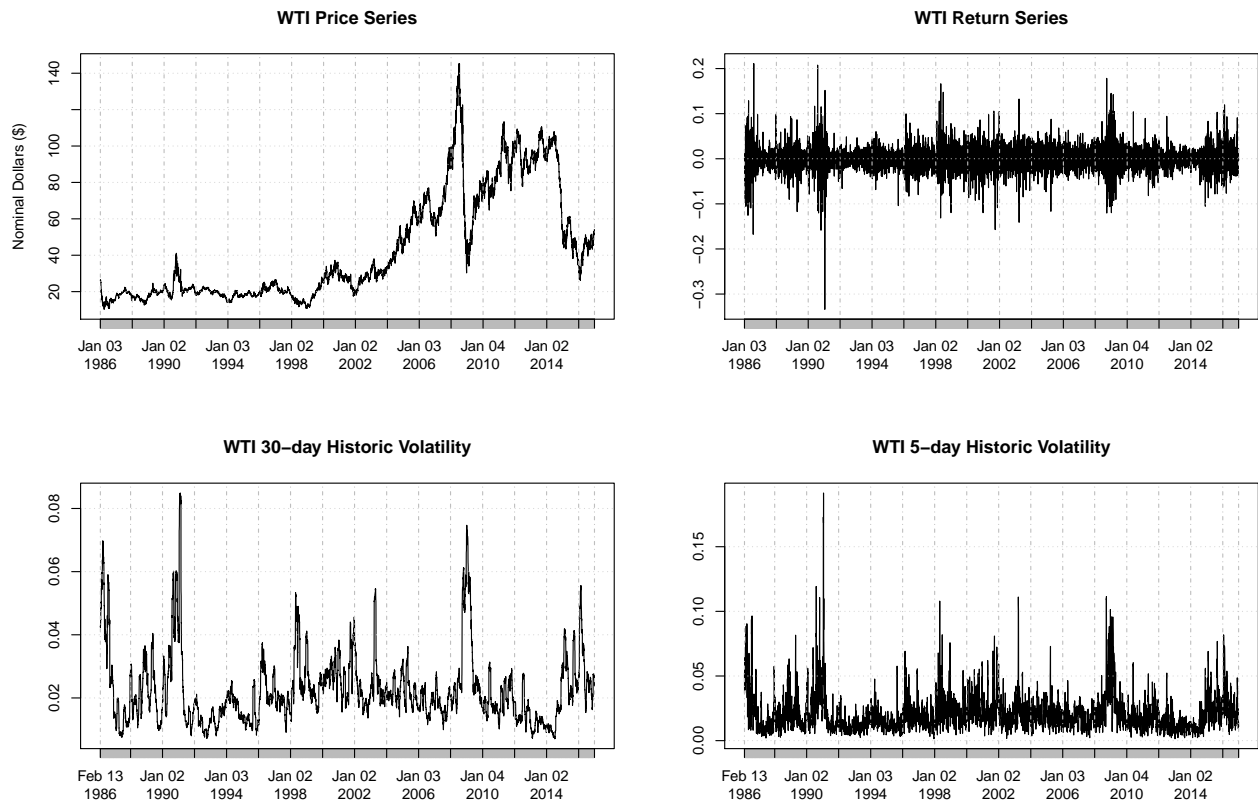 WTI Price Series
Nominal Dollars ($)
140
100
80
60
40
20
Jan 03 Jan 02 Jan 03 Jan 02 Jan 02 Jan 03 Jan 04 Jan 02
1986 1990 1994 1998 2002 2006 2010 2014
WTI Return Series
0.2
0.1
0.0
−0.1
−0.2
−0.3
Jan 03 Jan 02 Jan 03 Jan 02 Jan 02 Jan 03 Jan 04 Jan 02
1986 1990 1994 1998 2002 2006 2010 2014
WTI 30−day Historic Volatility
0.08
0.06
0.04
0.02
Feb 13 Jan 02 Jan 03 Jan 02 Jan 02 Jan 03 Jan 04 Jan 02
1986 1990 1994 1998 2002 2006 2010 2014
WTI 5−day Historic Volatility
0.15
0.10
0.05
0.00
Feb 13 Jan 02 Jan 03 Jan 02 Jan 02 Jan 03 Jan 04 Jan 02
1986 1990 1994 1998 2002 2006 2010 2014